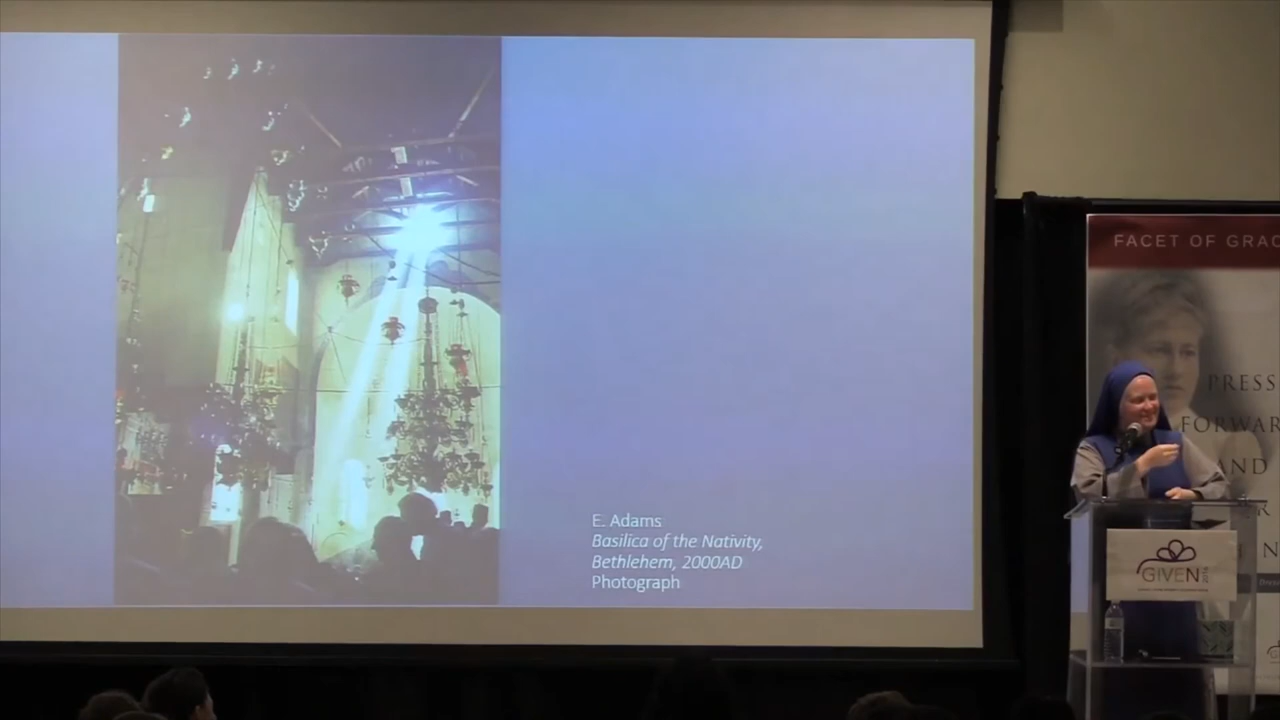 E. Adams
Basilica of the Nativity,
Bethlehem, 2000AD
Photograph
FACET OF GRAC
PRESS
FORWAR
AND
GIVEN